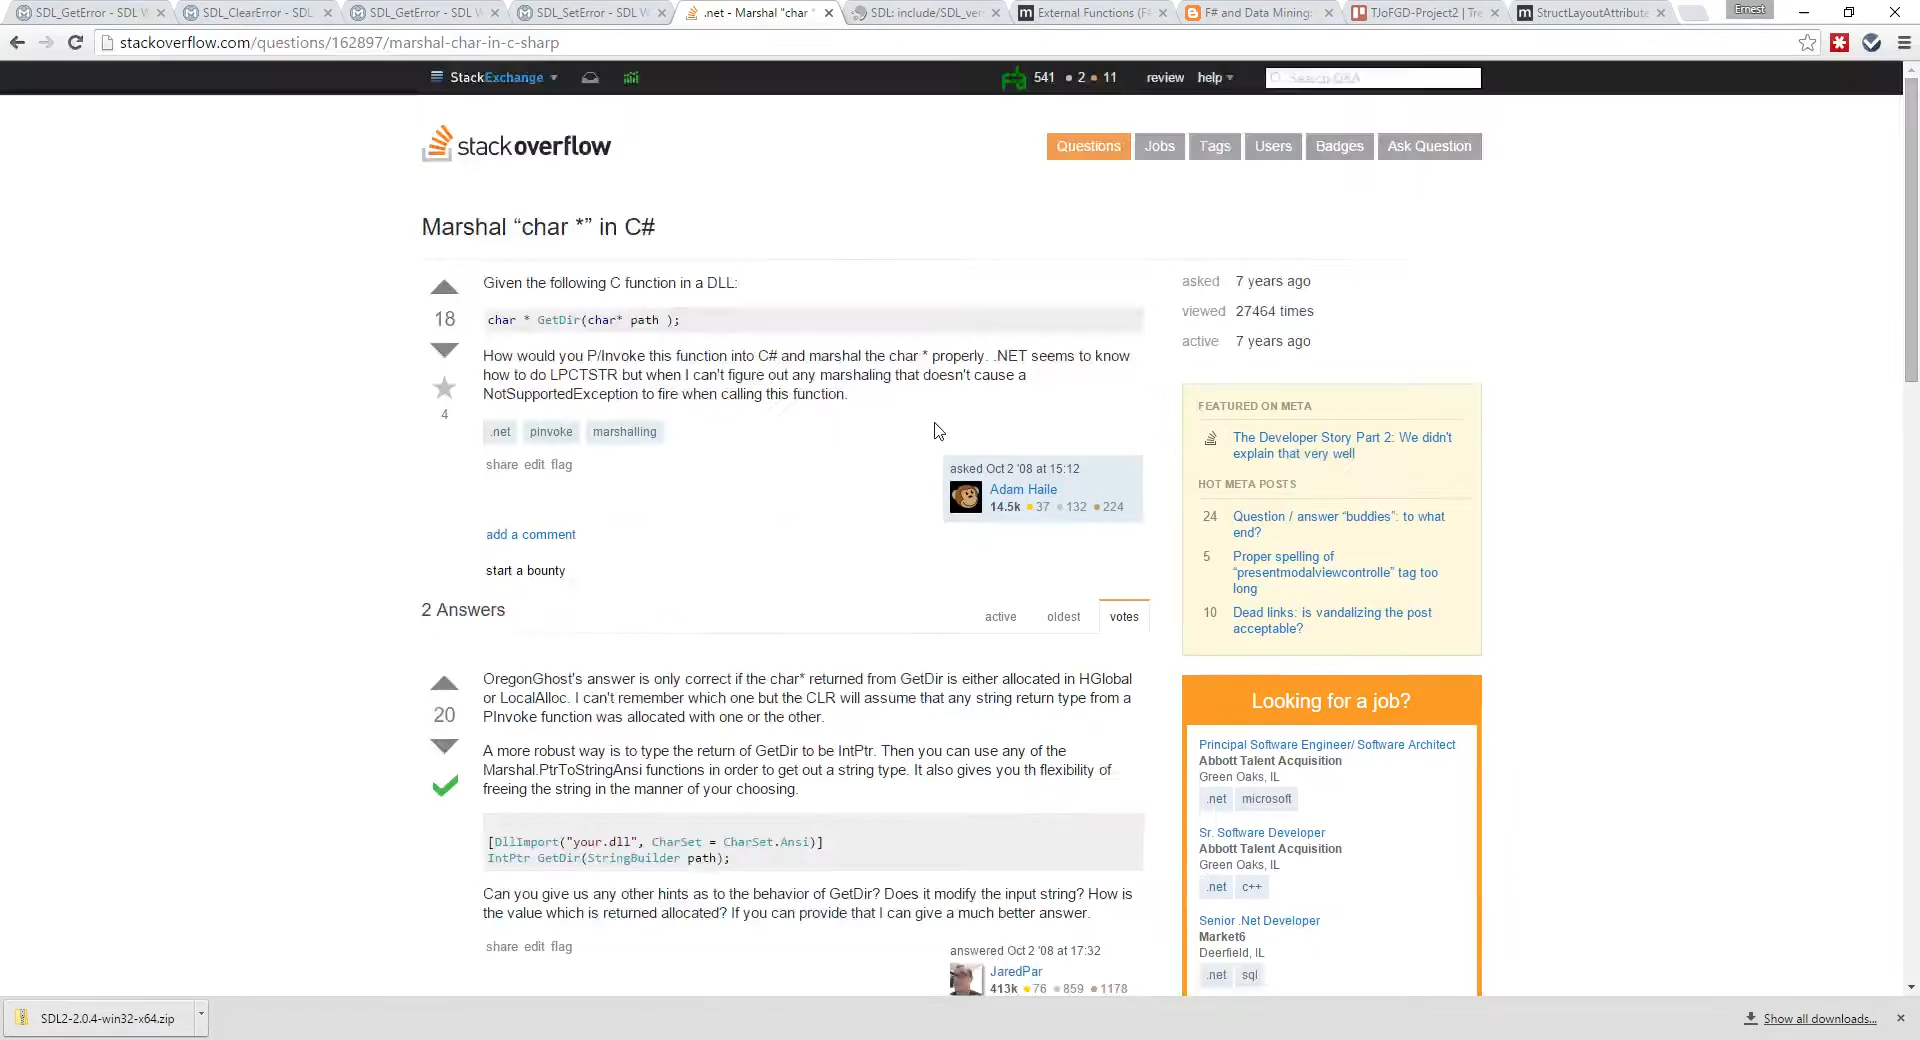 SDL_GetError - SDL W
SDL_ClearError - SDL
SDL_GetError - SDL W
SDL_SetError - SDL W
.net - Marshal "char *
SDL: include/SDL_ver
External Functions (F#
F# and Data Mining:
TJoFGD-Project2 | Tre
StructLayoutAttribute
Ernest
stackoverflow.com/questions/162897/marshal-char-in-c-sharp
StackExchange
541 2 11
review
help
Search Q&A
stackoverflow
Questions
Jobs
Tags
Users
Badges
Ask Question
Marshal “char *” in C#
18
4
Given the following C function in a DLL:
char * GetDir(char* path );
How would you P/Invoke this function into C# and marshal the char * properly. .NET seems to know
how to do LPCTSTR but when I can't figure out any marshaling that doesn't cause a
NotSupportedException to fire when calling this function.
.net pinvoke marshalling
share edit flag
asked Oct 2 '08 at 15:12
Adam Haile
14.5k 37 132 224
add a comment
start a bounty
asked 7 years ago
viewed 27464 times
active 7 years ago
FEATURED ON META
The Developer Story Part 2: We didn't
explain that very well
HOT META POSTS
24 Question / answer “buddies”: to what
end?
5 Proper spelling of
“presentmodalviewcontrolle” tag too
long
10 Dead links: is vandalizing the post
acceptable?
2 Answers
active oldest votes
20
OregonGhost's answer is only correct if the char* returned from GetDir is either allocated in HGlobal
or LocalAlloc. I can't remember which one but the CLR will assume that any string return type from a
PInvoke function was allocated with one or the other.
A more robust way is to type the return of GetDir to be IntPtr. Then you can use any of the
Marshal.PtrToStringAnsi functions in order to get out a string type. It also gives you th flexibility of
freeing the string in the manner of your choosing.
[DllImport("your.dll", CharSet = CharSet.Ansi)]
IntPtr GetDir(StringBuilder path);
Can you give us any other hints as to the behavior of GetDir? Does it modify the input string? How is
the value which is returned allocated? If you can provide that I can give a much better answer.
share edit flag
answered Oct 2 '08 at 17:32
JaredPar
413k 76 859 1178
Looking for a job?
Principal Software Engineer/ Software Architect
Abbott Talent Acquisition
Green Oaks, IL
.net microsoft
Sr. Software Developer
Abbott Talent Acquisition
Green Oaks, IL
.net c++
Senior .Net Developer
Market6
Deerfield, IL
.net sql
SDL2-2.0.4-win32-x64.zip
Show all downloads...